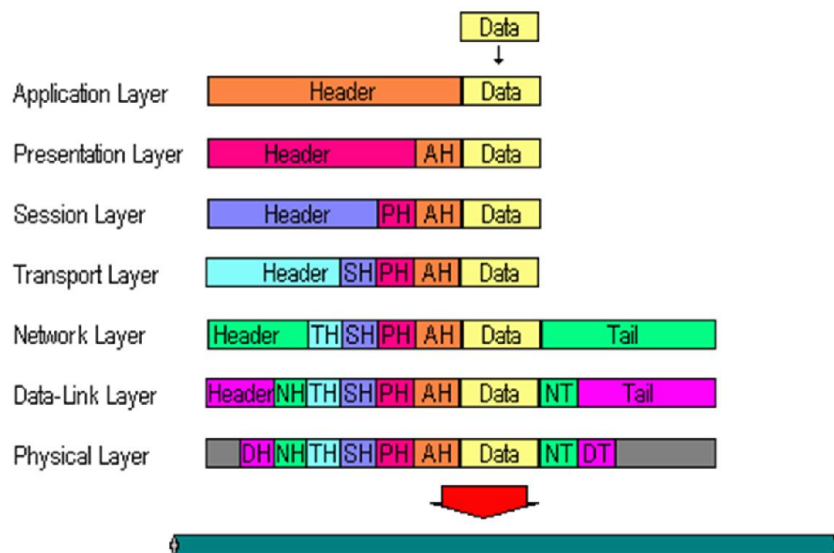 Data
Application Layer Header Data
Presentation Layer Header AH Data
Session Layer Header PH AH Data
Transport Layer Header SH PH AH Data
Network Layer Header TH SH PH AH Data Tail
Data-Link Layer Header NH TH SH PH AH Data NT Tail
Physical Layer DH NH TH SH PH AH Data NT DT